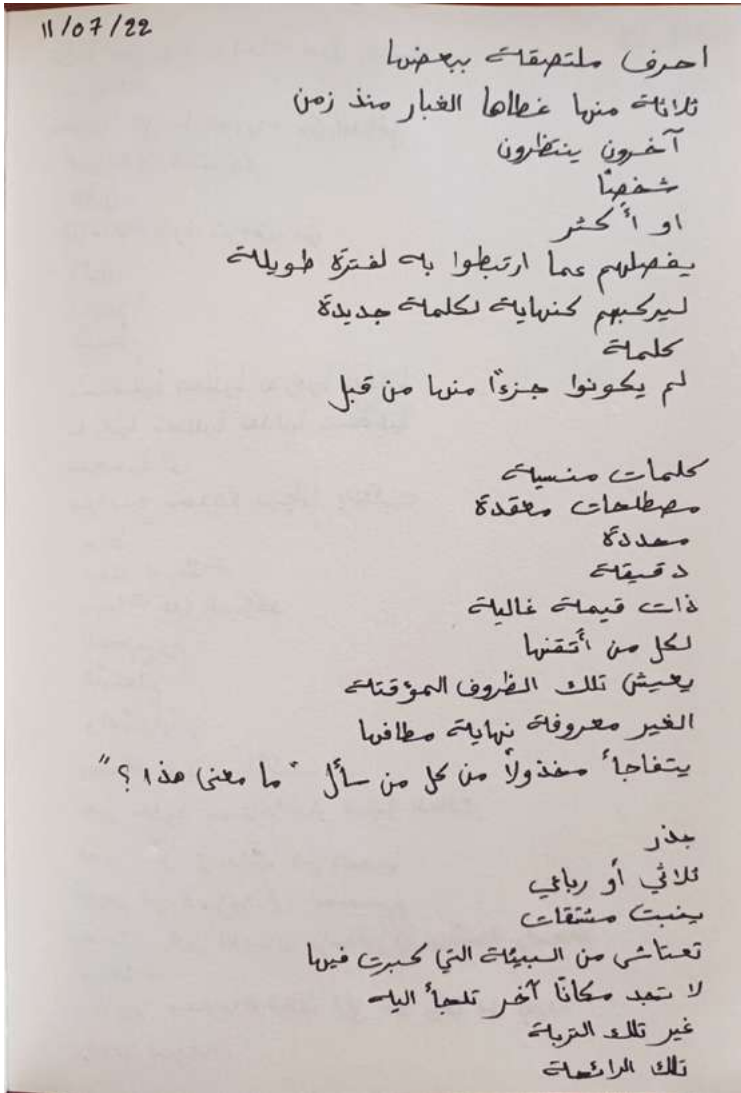 11/07/22
احرف ملتصقة ببعضها
ثلاثة منها غطاها الغبار منذ زمن
آخرون ينتظرون
شخصًا
او أكثر
يفصلهم عما ارتبطوا به لفترة طويلة
ليركبهم كنهاية لكلمة جديدة
كلمة
لم يكونوا جزءًا منها من قبل
كلمات منسية
مصطلحات معقدة
محددة
دقيقة
ذات قيمة غالية
لكل من أتقنها
يعيش تلك الظروف المؤقتة
الغير معروفة نهاية مطافها
يتفاجأ مخذولاً من كل من سأل "ما معنى هذا؟"
جذر
ثلاثي أو رباعي
ينبت مشتقات
تعتاش من البيئة التي كبرت فيها
لا تجد مكانًا آخر تلجأ اليه
غير تلك التربة
تلك الرائحة